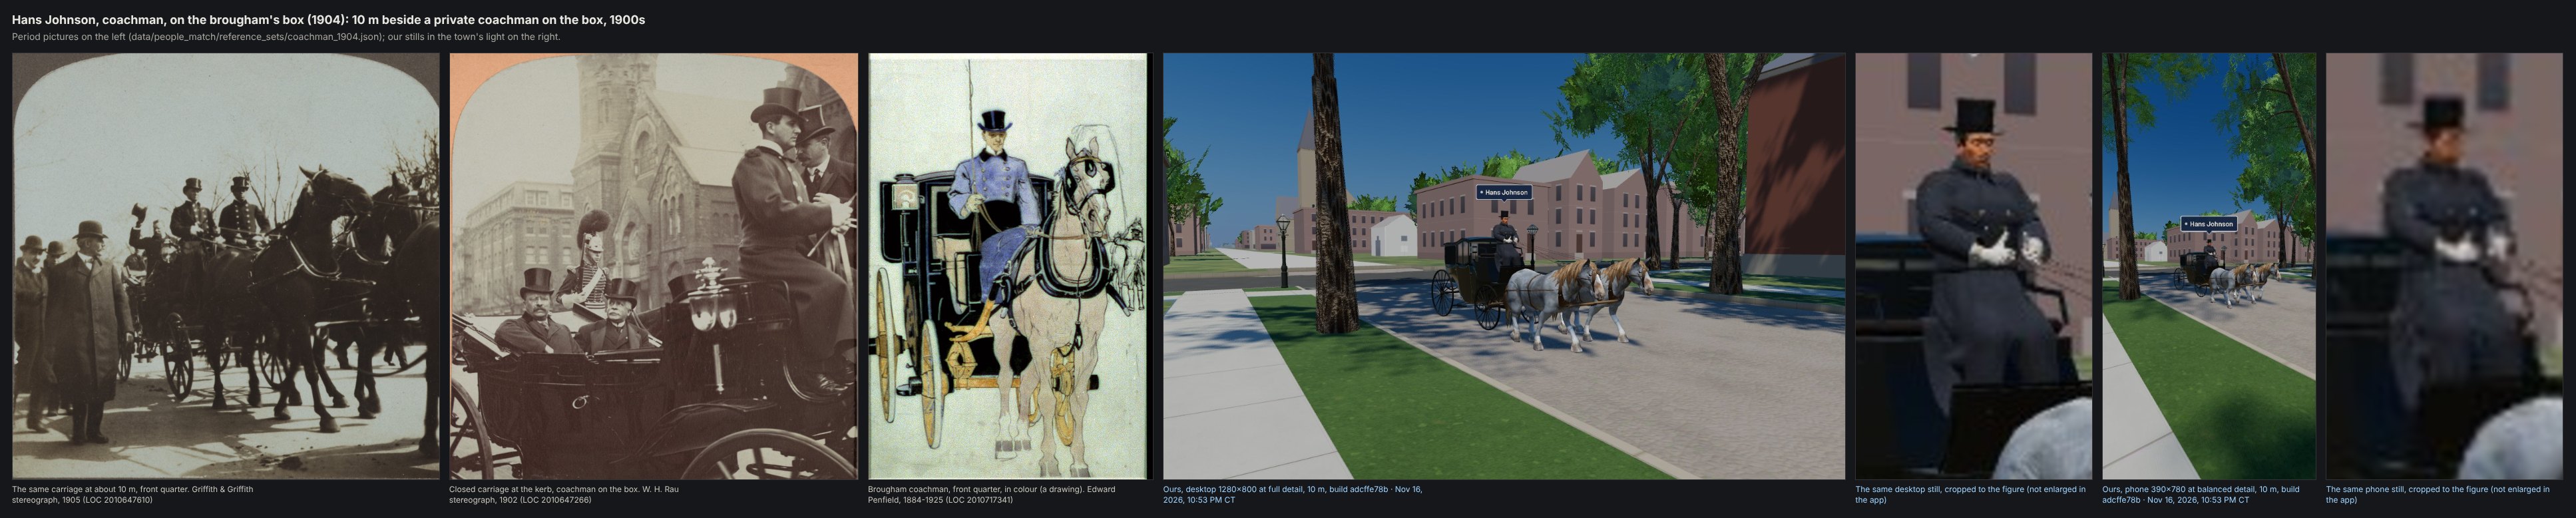 Hans Johnson, coachman, on the brougham's box (1904): 10 m beside a private coachman on the box, 1900s
Period pictures on the left (data/people_match/reference_sets/coachman_1904.json); our stills in the town's light on the right.
Hans Johnson
Hans Johnson
The same carriage at about 10 m, front quarter. Griffith & Griffith
stereograph, 1905 (LOC 2010647610)
Closed carriage at the kerb, coachman on the box. W. H. Rau
stereograph, 1902 (LOC 2010647266)
Brougham coachman, front quarter, in colour (a drawing). Edward
Penfield, 1884-1925 (LOC 2010717341)
Ours, desktop 1280×800 at full detail, 10 m, build adcffe78b · Nov 16,
2026, 10:53 PM CT
The same desktop still, cropped to the figure (not enlarged in
the app)
Ours, phone 390×780 at balanced detail, 10 m, build
adcffe78b · Nov 16, 2026, 10:53 PM CT
The same phone still, cropped to the figure (not enlarged in
the app)